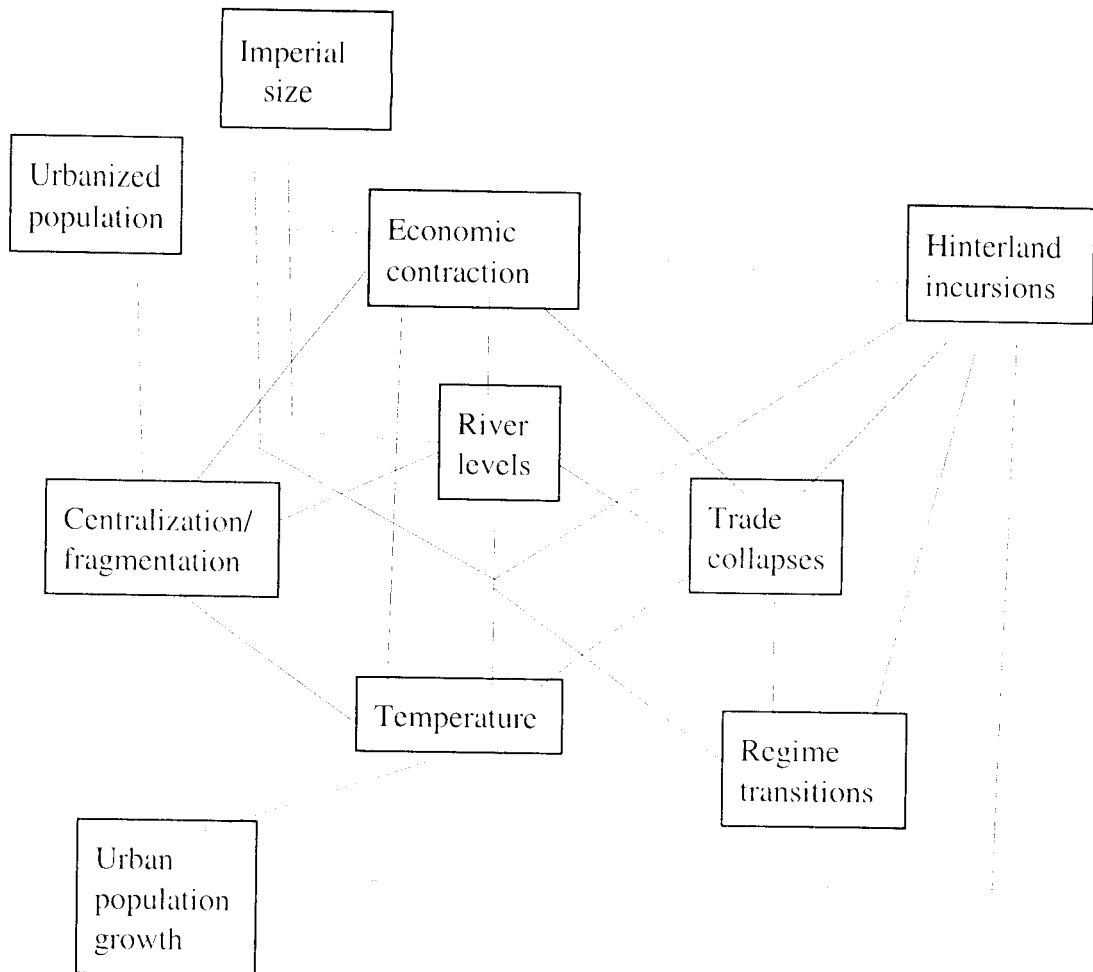 Imperial
size
Urbanized
population
Economic
contraction
Hinterland
incursions
River
levels
Centralization/
fragmentation
Trade
collapses
Temperature
Regime
transitions
Urban
population
growth